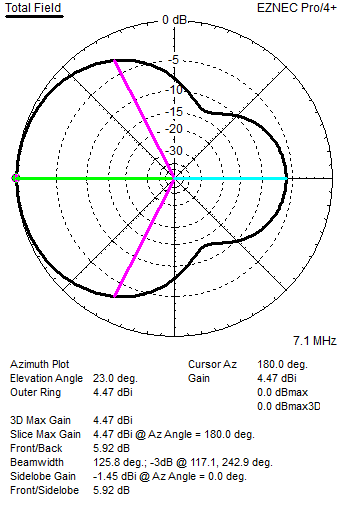 Total Field
EZNEC Pro/4+
0 dB
-5
-10
-15
-20
-30
7.1 MHz
Azimuth Plot
Cursor Az 180.0 deg.
Elevation Angle 23.0 deg.
Gain 4.47 dBi
Outer Ring 4.47 dBi
0.0 dBmax
0.0 dBmax3D
3D Max Gain 4.47 dBi
Slice Max Gain 4.47 dBi @ Az Angle = 180.0 deg.
Front/Back 5.92 dB
Beamwidth 125.8 deg.; -3dB @ 117.1, 242.9 deg.
Sidelobe Gain -1.45 dBi @ Az Angle = 0.0 deg.
Front/Sidelobe 5.92 dB